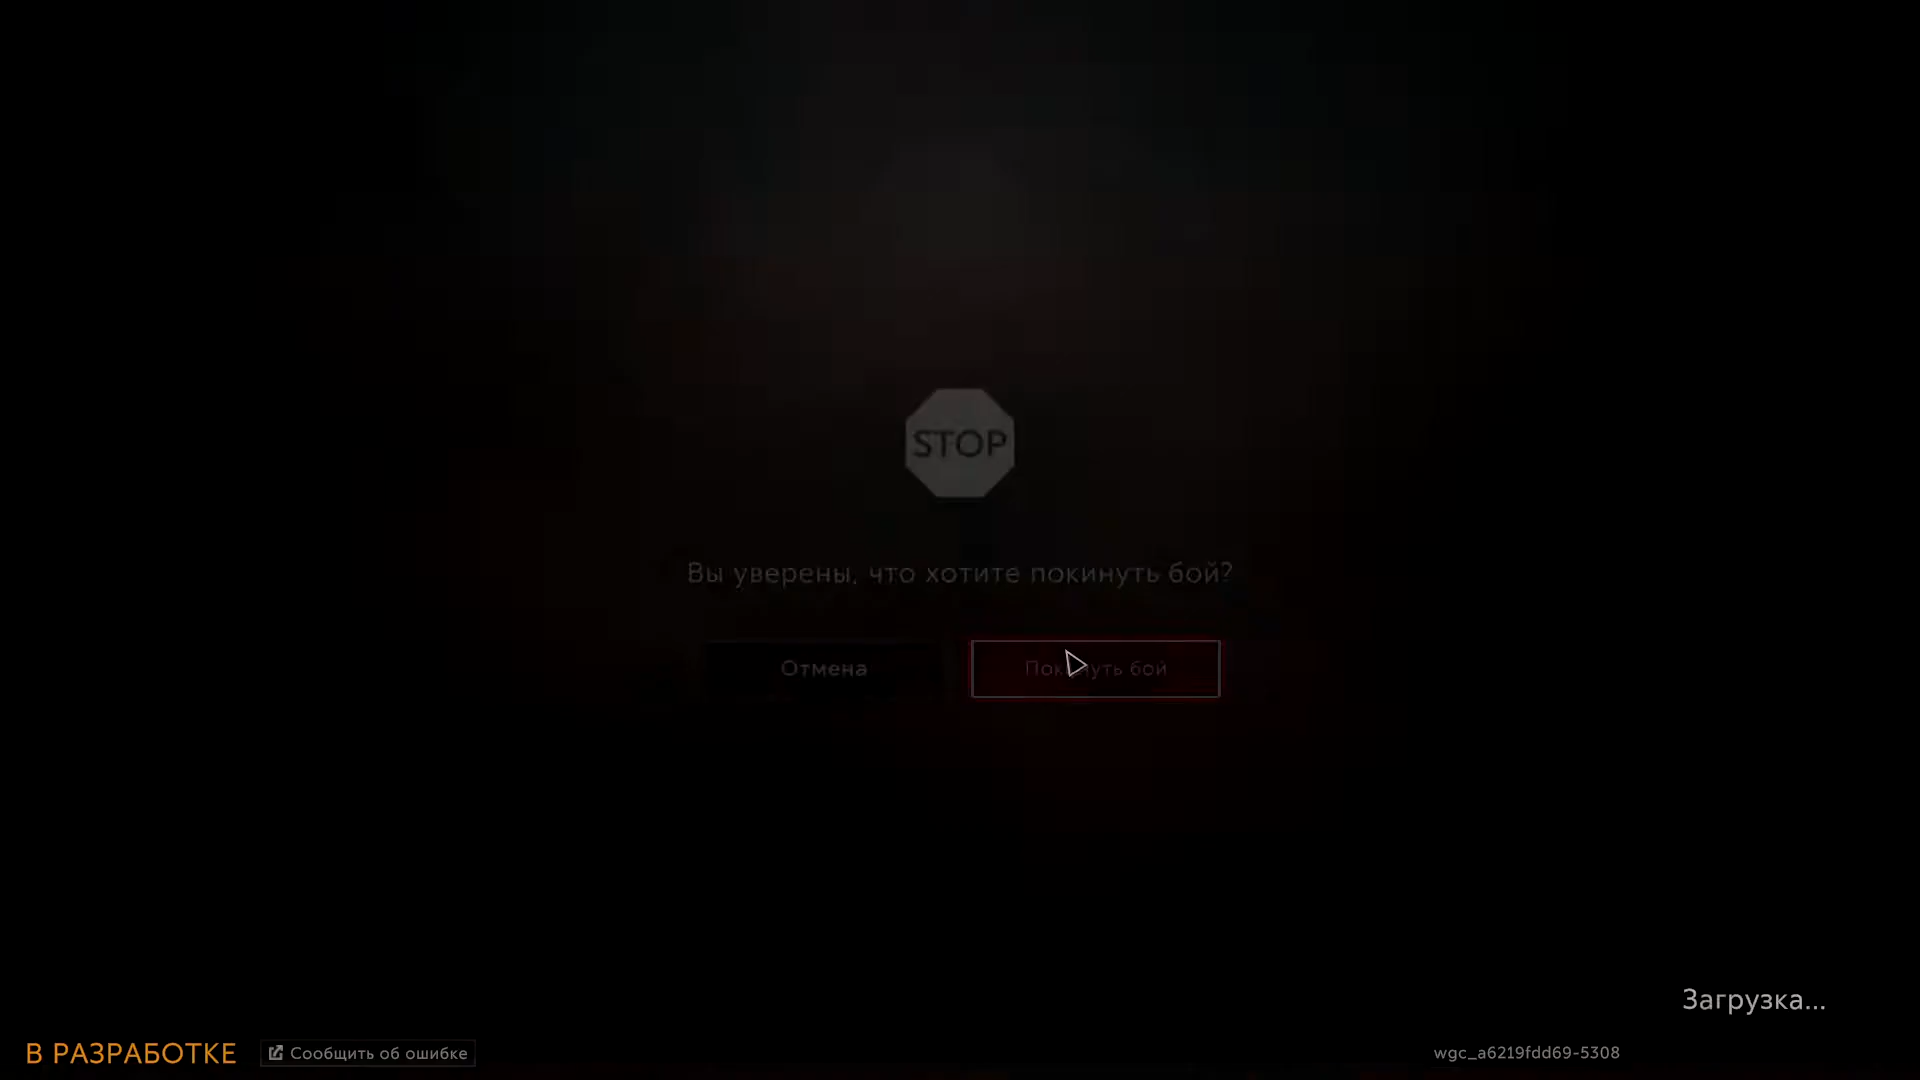 STOP
Вы уверены, что хотите покинуть бой?
Отмена
Покинуть бой
Загрузка...
В РАЗРАБОТКЕ
Сообщить об ошибке
wgc_a6219fdd69-5308